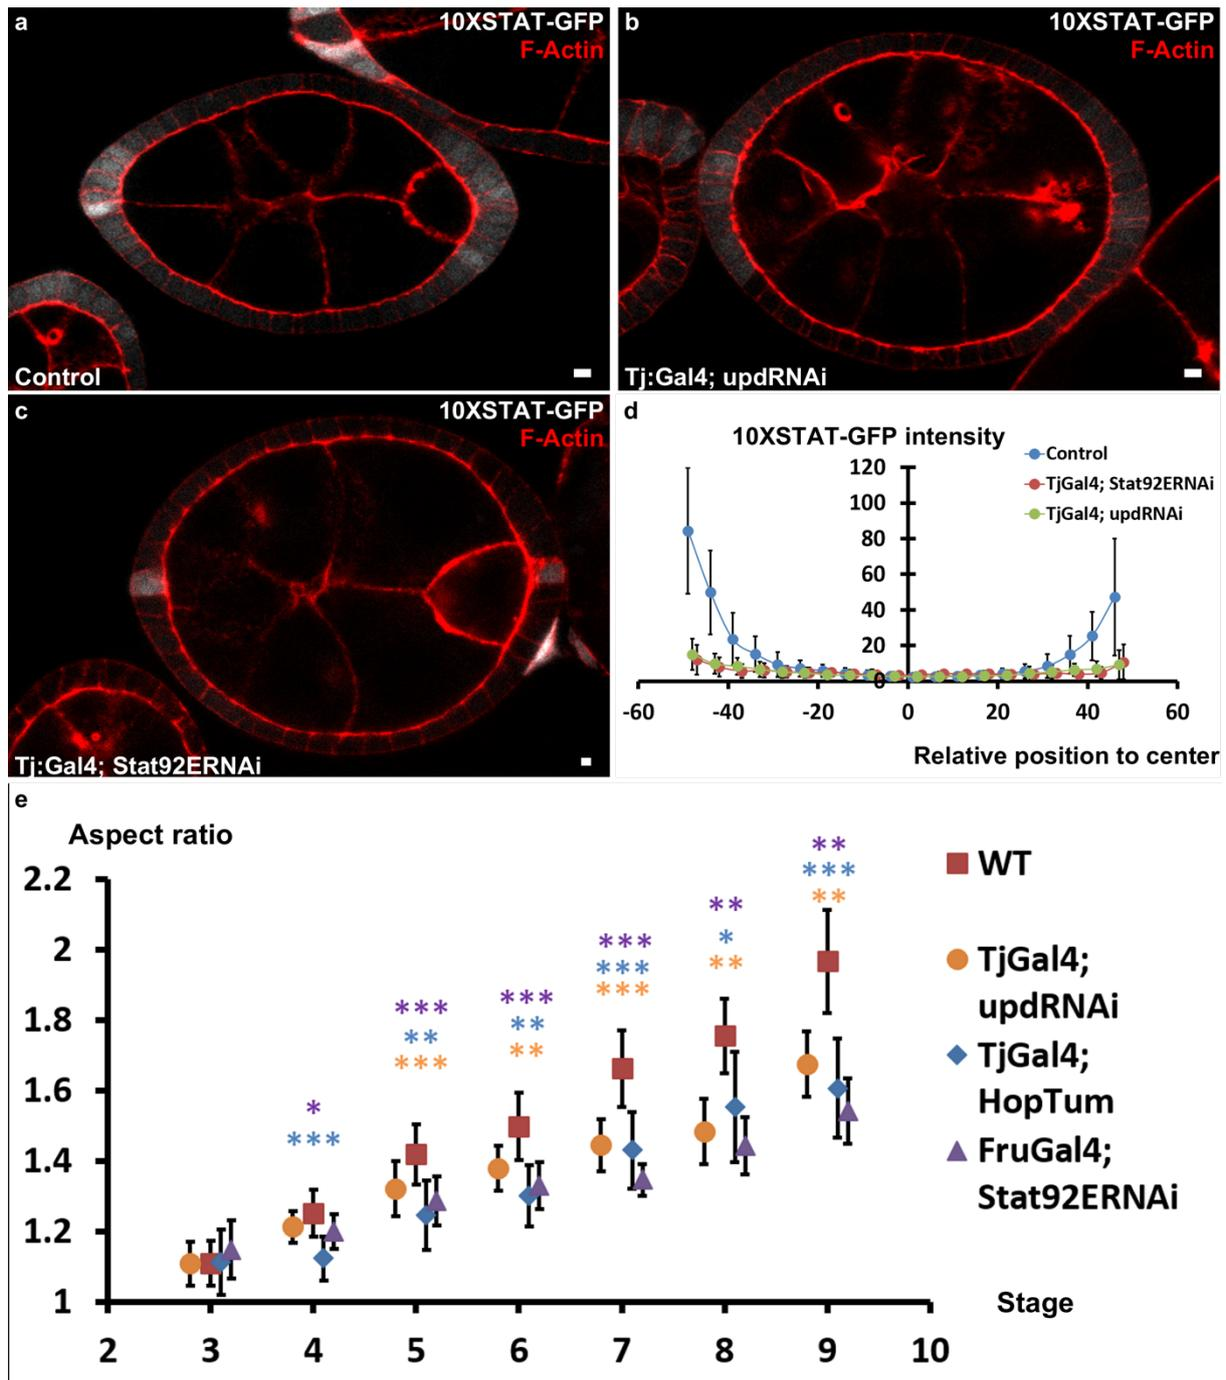 a
10XSTAT-GFP
F-Actin
Control
b
10XSTAT-GFP
F-Actin
Tj:Gal4; updRNAi
c
10XSTAT-GFP
F-Actin
Tj:Gal4; Stat92ERNAi
d
10XSTAT-GFP intensity
Control
TjGal4; Stat92ERNAi
TjGal4; updRNAi
120
100
80
60
40
20
0
-60 -40 -20 0 20 40 60
Relative position to center
e
Aspect ratio
2.2
2
1.8
1.6
1.4
1.2
1
* ***
*** ** ***
*** ** **
*** *** ***
** * **
** *** **
WT
TjGal4;
updRNAi
TjGal4;
HopTum
FruGal4;
Stat92ERNAi
Stage
2 3 4 5 6 7 8 9 10